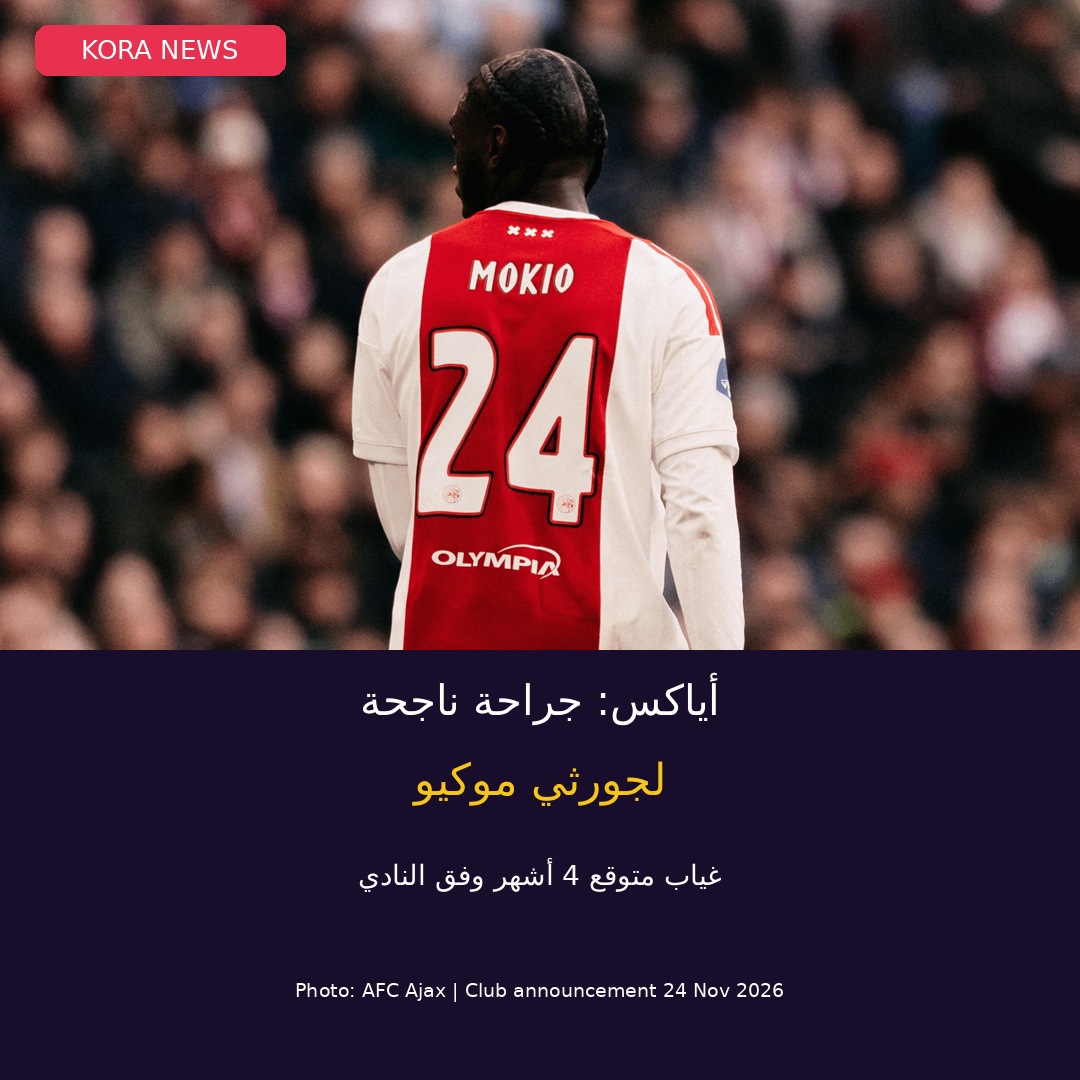 KORA NEWS
MOKIO
24
OLYMPIA
أياكس: جراحة ناجحة
لجورثي موكيو
غياب متوقع 4 أشهر وفق النادي
Photo: AFC Ajax | Club announcement 24 Nov 2026